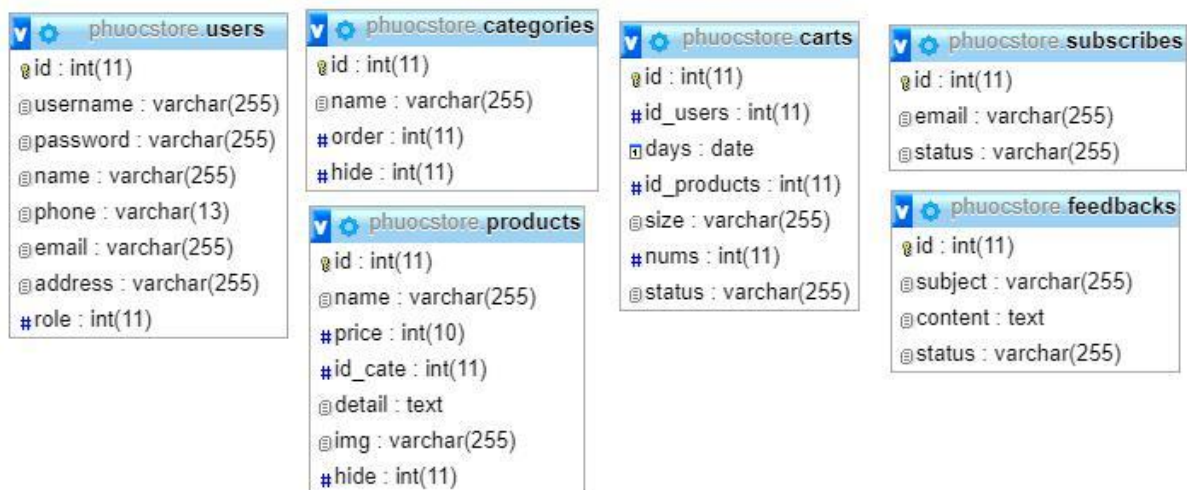 phuocstore.users
id : int(11)
username : varchar(255)
password : varchar(255)
name : varchar(255)
phone : varchar(13)
email : varchar(255)
address : varchar(255)
#role : int(11)
phuocstore.categories
id : int(11)
name : varchar(255)
#order : int(11)
#hide : int(11)
phuocstore.products
id : int(11)
name : varchar(255)
#price : int(10)
#id_cate : int(11)
detail : text
img : varchar(255)
#hide : int(11)
phuocstore.carts
id : int(11)
#id_users : int(11)
days : date
#id_products : int(11)
size : varchar(255)
#nums : int(11)
status : varchar(255)
phuocstore.subscribes
id : int(11)
email : varchar(255)
status : varchar(255)
phuocstore.feedbacks
id : int(11)
subject : varchar(255)
content : text
status : varchar(255)